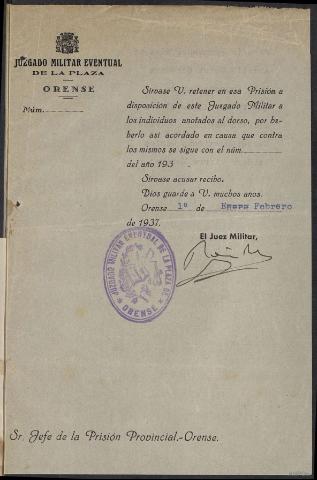 JUZGADO MILITAR EVENTUAL
DE LA PLAZA
ORENSE
Núm.
Sírvase V. retener en esa Prisión a
disposición de este Juzgado Militar a
los individuos anotados al dorso, por ha-
berlo así acordado en causa que contra
los mismos se sigue con el núm.
del año 193
Sírvase acusar recibo.
Dios guarde a V. muchos años.
Orense 1º de Enero Febrero
de 1937.
El Juez Militar,
JUZGADO MILITAR EVENTUAL DE LA PLAZA DE
ORENSE
Sr. Jefe de la Prisión Provincial.-Orense.